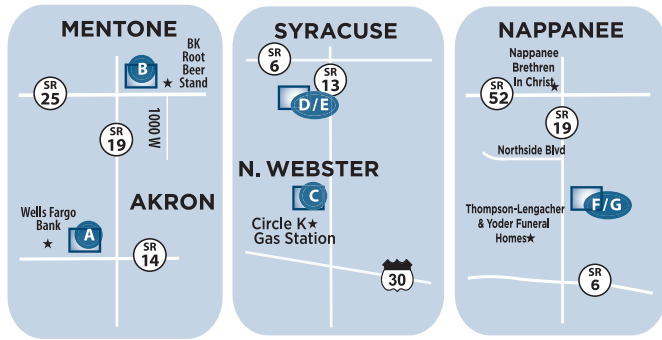 MENTONE
BK
Root
Beer
Stand
B
SR
25
1000 W
SR
19
AKRON
Wells Fargo
Bank
A
SR
14
SYRACUSE
SR
6
SR
13
D/E
N. WEBSTER
C
Circle K
Gas Station
30
NAPPANEE
Nappanee
Brethren
In Christ
SR
52
SR
19
Northside Blvd
F/G
Thompson-Lengacher
& Yoder Funeral
Homes
SR
6